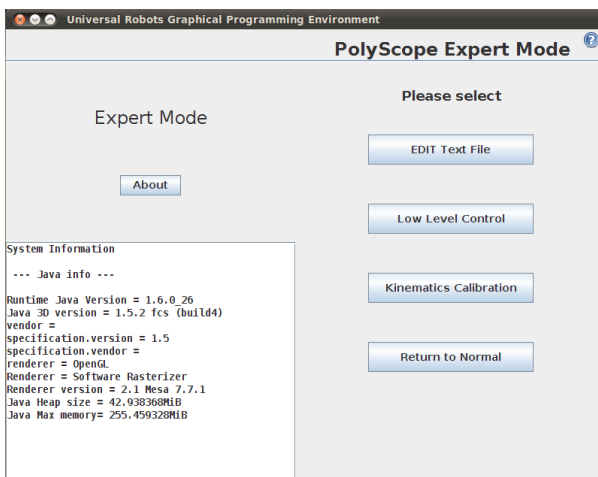 Universal Robots Graphical Programming Environment
PolyScope Expert Mode
?
Please select
Expert Mode
EDIT Text File
About
Low Level Control
System Information
--- Java info ---
Runtime Java Version = 1.6.0_26
Java 3D version = 1.5.2 fcs (build4)
vendor =
specification.version = 1.5
specification.vendor =
renderer = OpenGL
Renderer = Software Rasterizer
Renderer version = 2.1 Mesa 7.7.1
Java Heap size = 42.938368MiB
Java Max memory= 255.459328MiB
Kinematics Calibration
Return to Normal